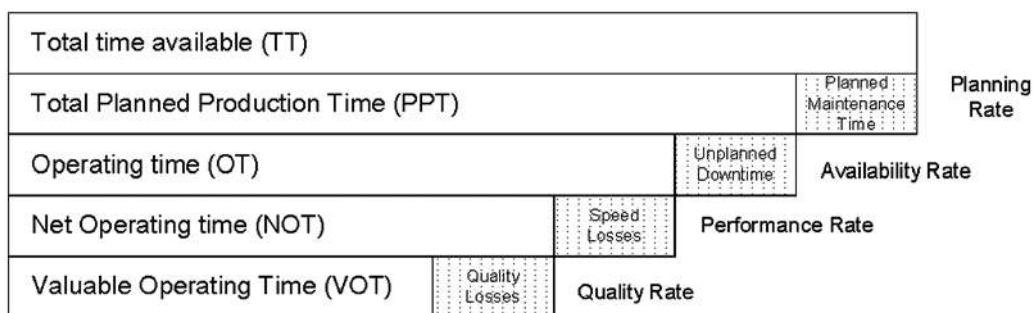 Total time available (TT)
Total Planned Production Time (PPT)
Planned
Maintenance
Time
Planning
Rate
Operating time (OT)
Unplanned
Downtime
Availability Rate
Net Operating time (NOT)
Speed
Losses
Performance Rate
Valuable Operating Time (VOT)
Quality
Losses
Quality Rate